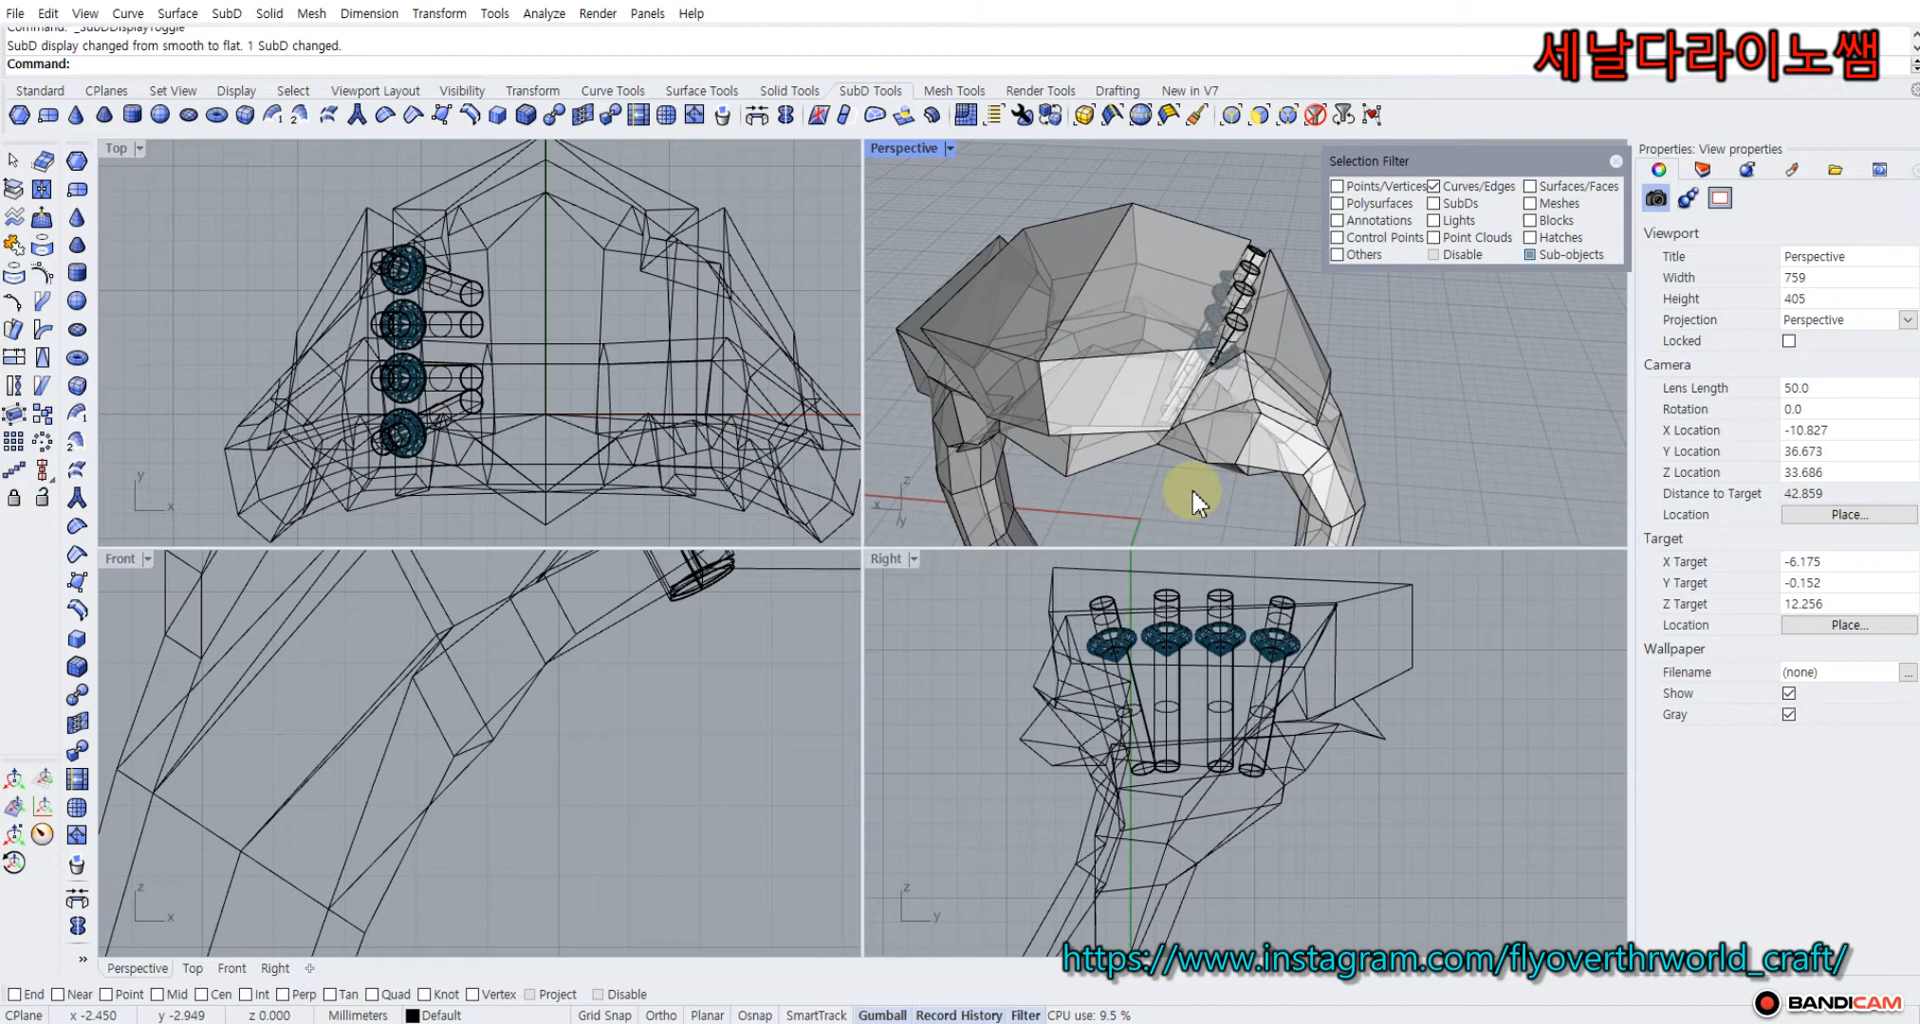 File Edit View Curve Surface SubD Solid Mesh Dimension Transform Tools Analyze Render Panels Help
SubD display changed from smooth to flat. 1 SubD changed.
Command:
세날다라이노쌤
Standard CPlanes Set View Display Select Viewport Layout Visibility Transform Curve Tools Surface Tools Solid Tools SubD Tools Mesh Tools Render Tools Drafting New in V7
Top
Perspective
Selection Filter
Points/Vertices Curves/Edges Surfaces/Faces
Polysurfaces SubDs Meshes
Annotations Lights Blocks
Control Points Point Clouds Hatches
Others Disable Sub-objects
Properties: View properties
Viewport
Title Perspective
Width 759
Height 405
Projection Perspective
Locked
Camera
Lens Length 50.0
Rotation 0.0
X Location -10.827
Y Location 36.673
Z Location 33.686
Distance to Target 42.859
Location Place...
Target
X Target -6.175
Y Target -0.152
Z Target 12.256
Location Place...
Wallpaper
Filename (none) ...
Show
Gray
y
x
z
x
y
Front
Right
z
x
z
y
https://www.instagram.com/flyoverthrworld_craft/
Perspective Top Front Right
End Near Point Mid Cen Int Perp Tan Quad Knot Vertex Project Disable
BANDICAM
CPlane x -2.450 y -2.949 z 0.000 Millimeters Default Grid Snap Ortho Planar Osnap SmartTrack Gumball Record History Filter CPU use: 9.5 %